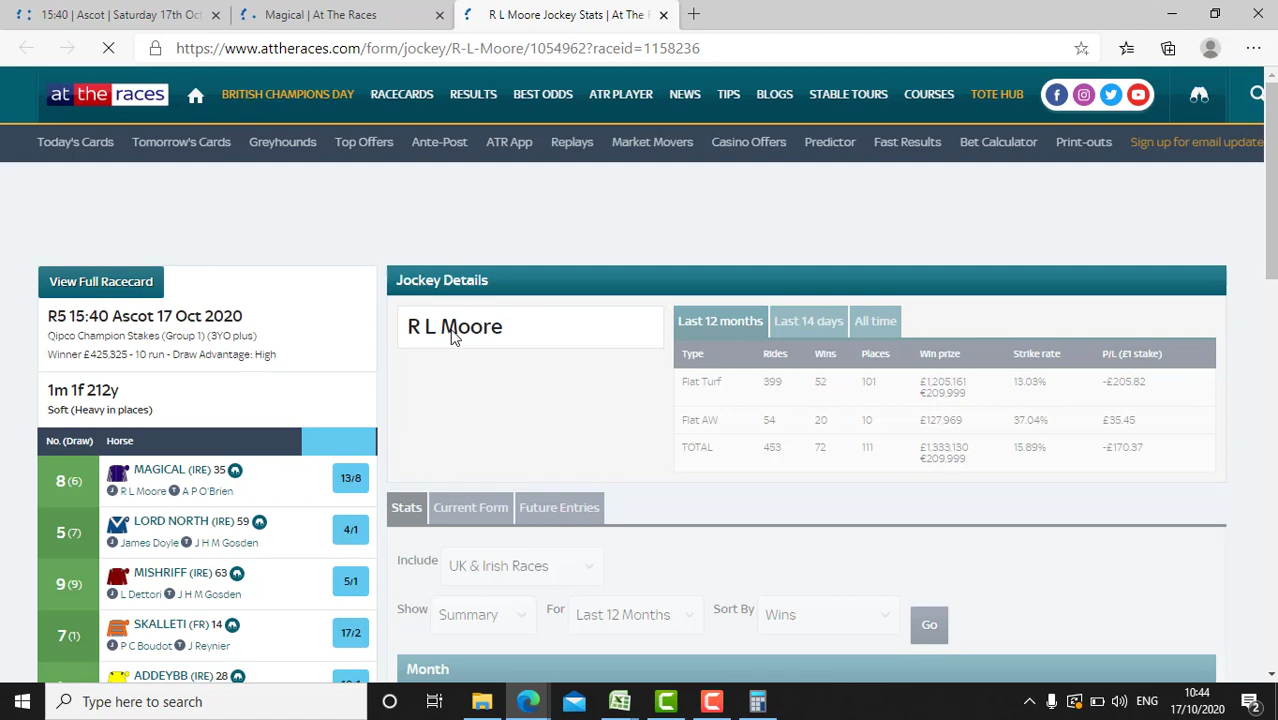 15:40 | Ascot | Saturday 17th Oct
Magical | At The Races
R L Moore Jockey Stats | At The R
https://www.attheraces.com/form/jockey/R-L-Moore/1054962?raceid=1158236
at the races
BRITISH CHAMPIONS DAY RACECARDS RESULTS BEST ODDS ATR PLAYER NEWS TIPS BLOGS STABLE TOURS COURSES TOTE HUB
Today's Cards Tomorrow's Cards Greyhounds Top Offers Ante-Post ATR App Replays Market Movers Casino Offers Predictor Fast Results Bet Calculator Print-outs Sign up for email update
View Full Racecard
R5 15:40 Ascot 17 Oct 2020
Qipco Champion Stakes (Group 1) (3YO plus)
Winner £425,325 - 10 run - Draw Advantage: High
1m 1f 212y
Soft (Heavy in places)
No. (Draw) Horse
8 (6) MAGICAL (IRE) 35 13/8
J R L Moore T A P O'Brien
5 (7) LORD NORTH (IRE) 59 4/1
J James Doyle T J H M Gosden
9 (9) MISHRIFF (IRE) 63 5/1
J L Dettori T J H M Gosden
7 (1) SKALLETI (FR) 14 17/2
J P C Boudot T J Reynier
ADDEYBB (IRE) 28
Jockey Details
R L Moore
Last 12 months Last 14 days All time
Type Rides Wins Places Win prize Strike rate P/L (£1 stake)
Flat Turf 399 52 101 £1,205,161 13.03% -£205.82
€209,999
Flat AW 54 20 10 £127,969 37.04% £35.45
TOTAL 453 72 111 £1,333,130 15.89% -£170.37
€209,999
Stats Current Form Future Entries
Include UK & Irish Races
Show Summary For Last 12 Months Sort By Wins Go
Month
Type here to search
ENG
10:44
17/10/2020
2